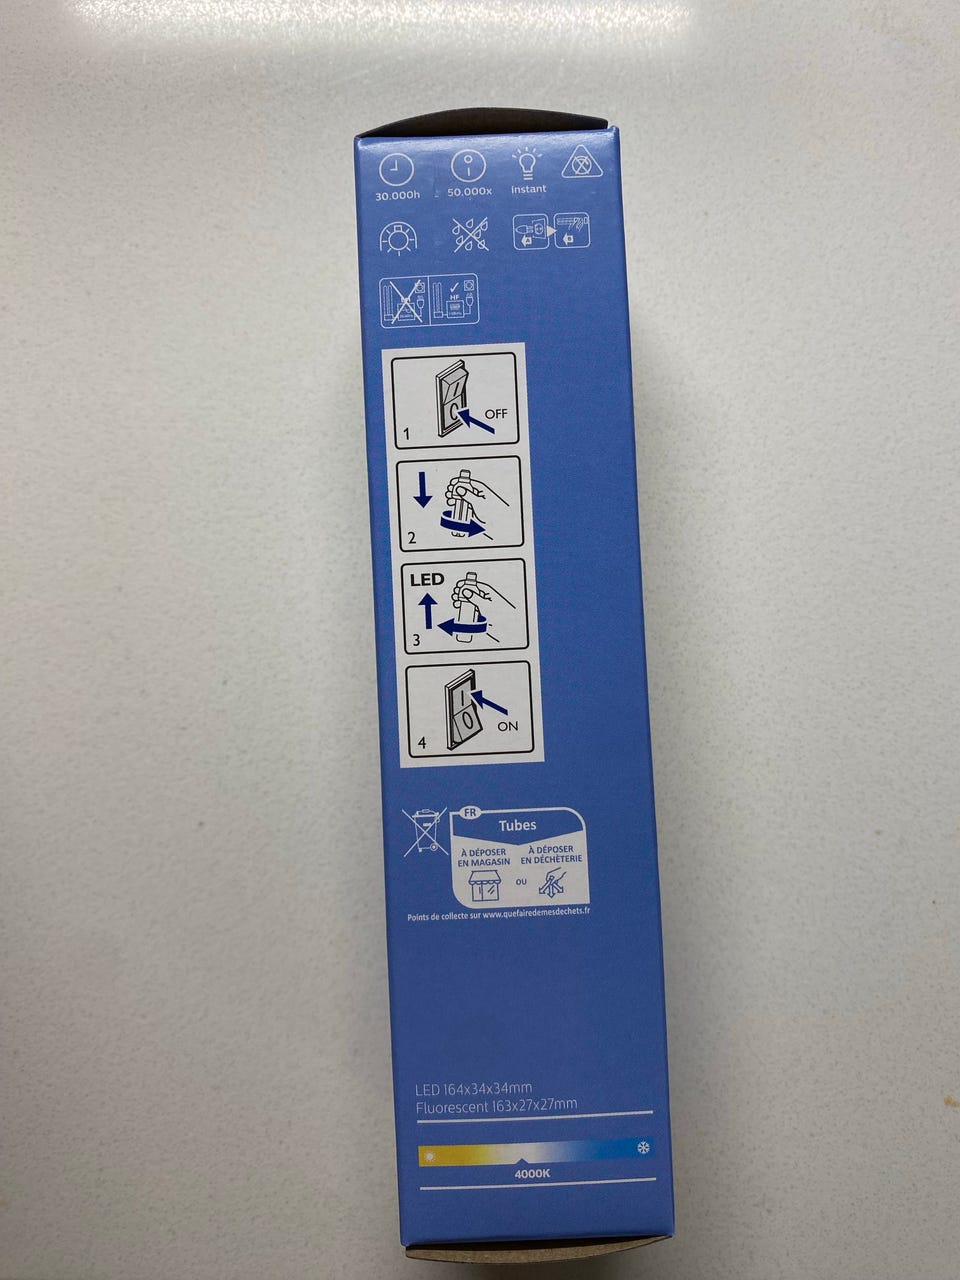 30.000h
50.000x
instant
HF
OFF
1
2
LED
3
ON
4
FR
Tubes
À DÉPOSER EN MAGASIN
OU
À DÉPOSER EN DÉCHÈTERIE
Points de collecte sur www.quefairedemesdechets.fr
LED 164x34x34mm
Fluorescent 163x27x27mm
4000K